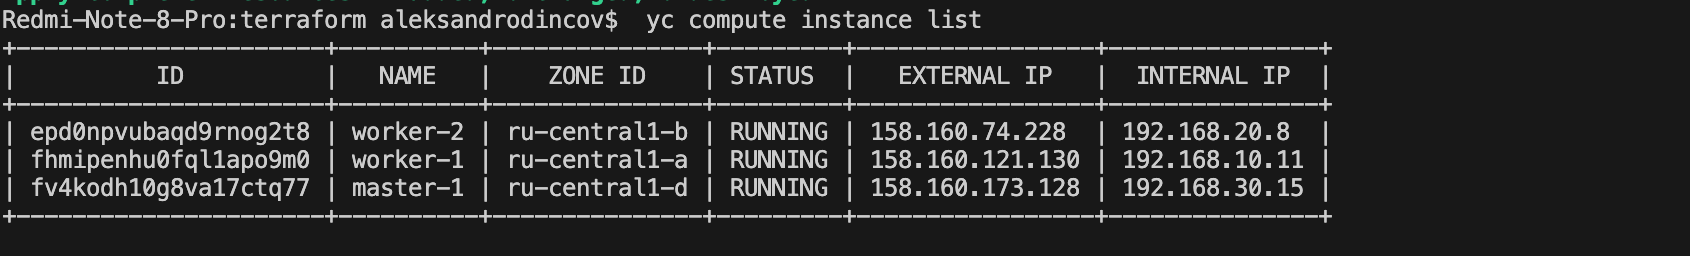 Redmi-Note-8-Pro:terraform aleksandrodincov$  yc compute instance list
+----------------------+----------+---------------+---------+-----------------+---------------+
|          ID          |   NAME   |    ZONE ID    | STATUS  |   EXTERNAL IP   |  INTERNAL IP  |
+----------------------+----------+---------------+---------+-----------------+---------------+
| epd0npvubaqd9rnog2t8 | worker-2 | ru-central1-b | RUNNING | 158.160.74.228  | 192.168.20.8  |
| fhmipenhu0fql1apo9m0 | worker-1 | ru-central1-a | RUNNING | 158.160.121.130 | 192.168.10.11 |
| fv4kodh10g8va17ctq77 | master-1 | ru-central1-d | RUNNING | 158.160.173.128 | 192.168.30.15 |
+----------------------+----------+---------------+---------+-----------------+---------------+